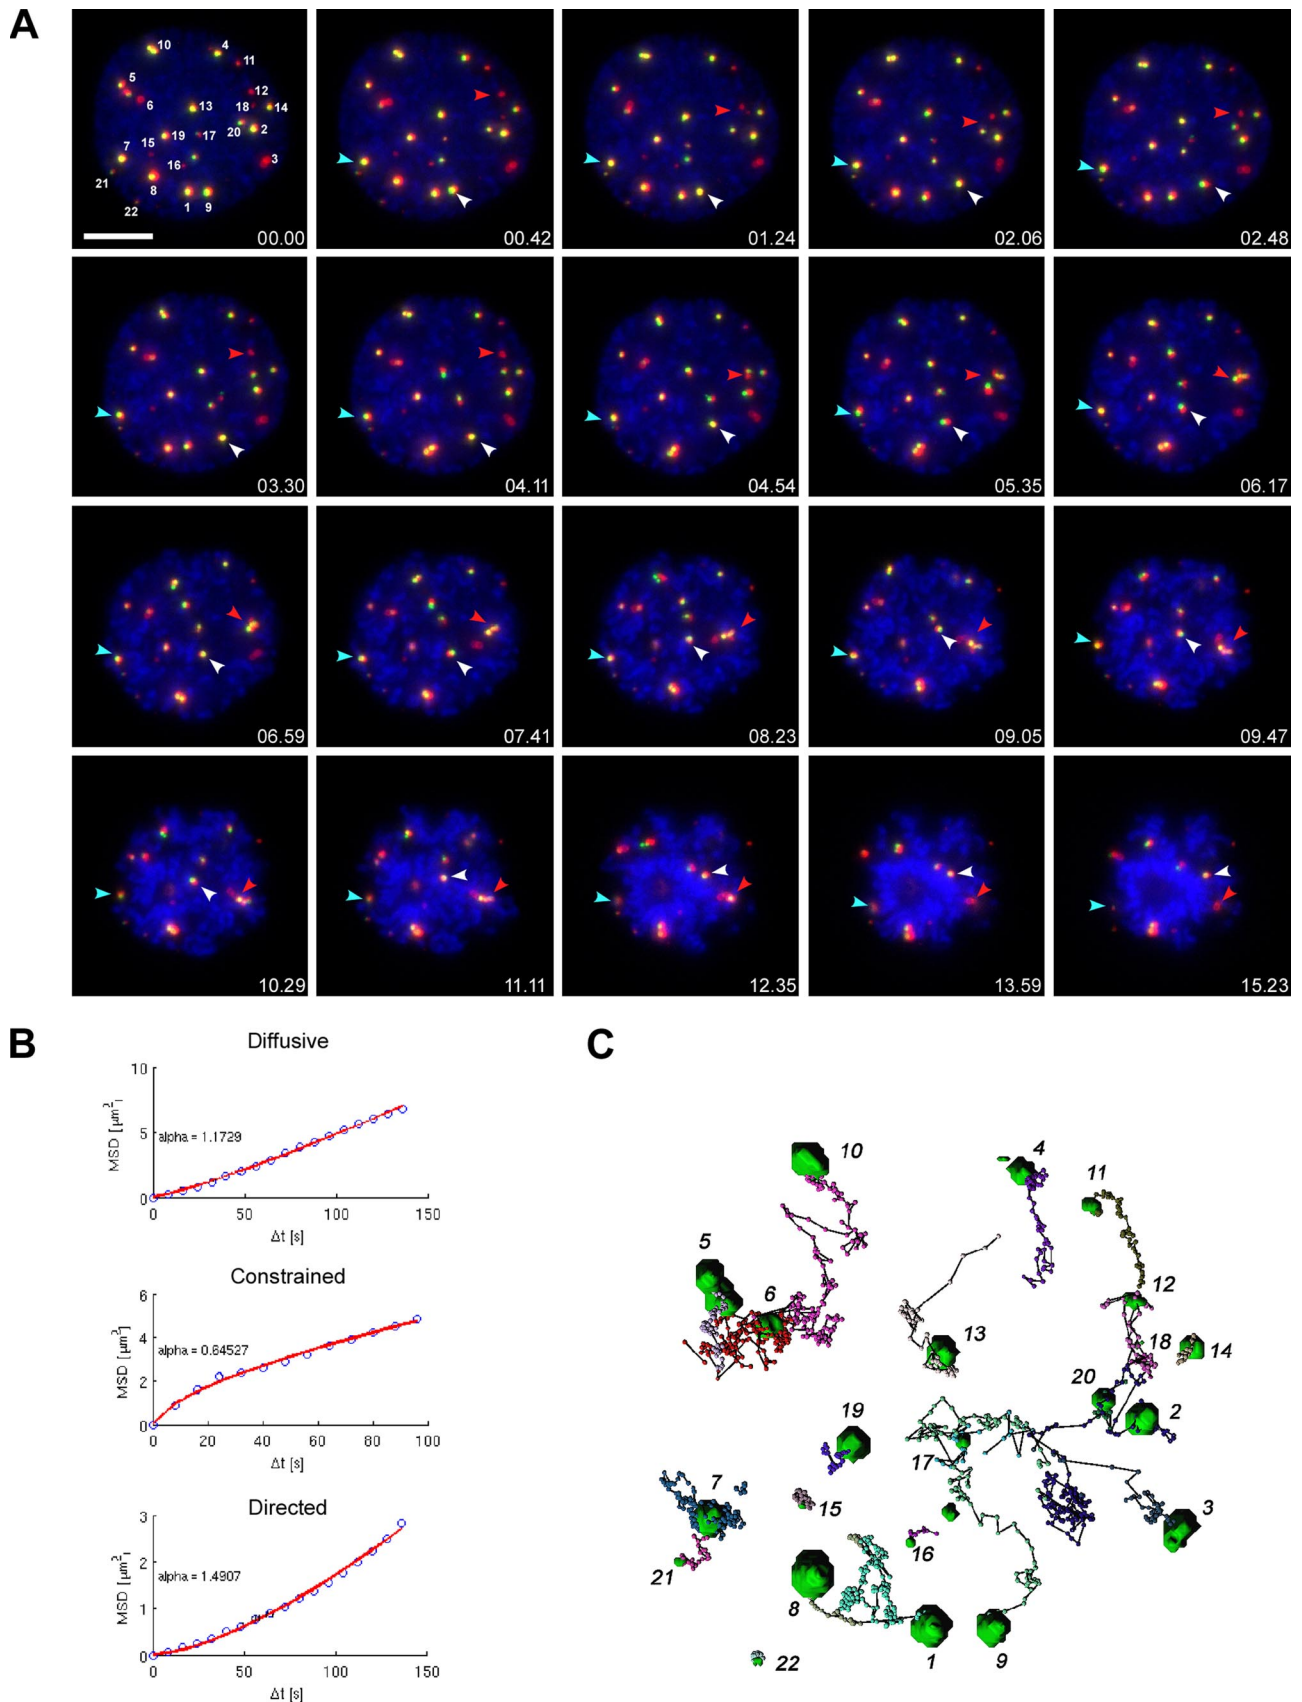 A
10 4 11
5 12
6 13 18 14
20 2
19 17
15
7 16 3
21 8
22 1 9
00.00 00.42 01.24 02.06 02.48
03.30 04.11 04.54 05.35 06.17
06.59 07.41 08.23 09.05 09.47
10.29 11.11 12.35 13.59 15.23
B
Diffusive
MSD [μm²]
10
5
0
alpha = 1.1729
0 50 100 150
Δt [s]
Constrained
MSD [μm²]
6
4
2
0
alpha = 0.64527
0 20 40 60 80 100
Δt [s]
Directed
MSD [μm²]
3
2
1
0
alpha = 1.4907
0 50 100 150
Δt [s]
C
10 4 11
5 12
6 13 18 14
20 2
19 17
7 15 3
21 16
8
22 1 9